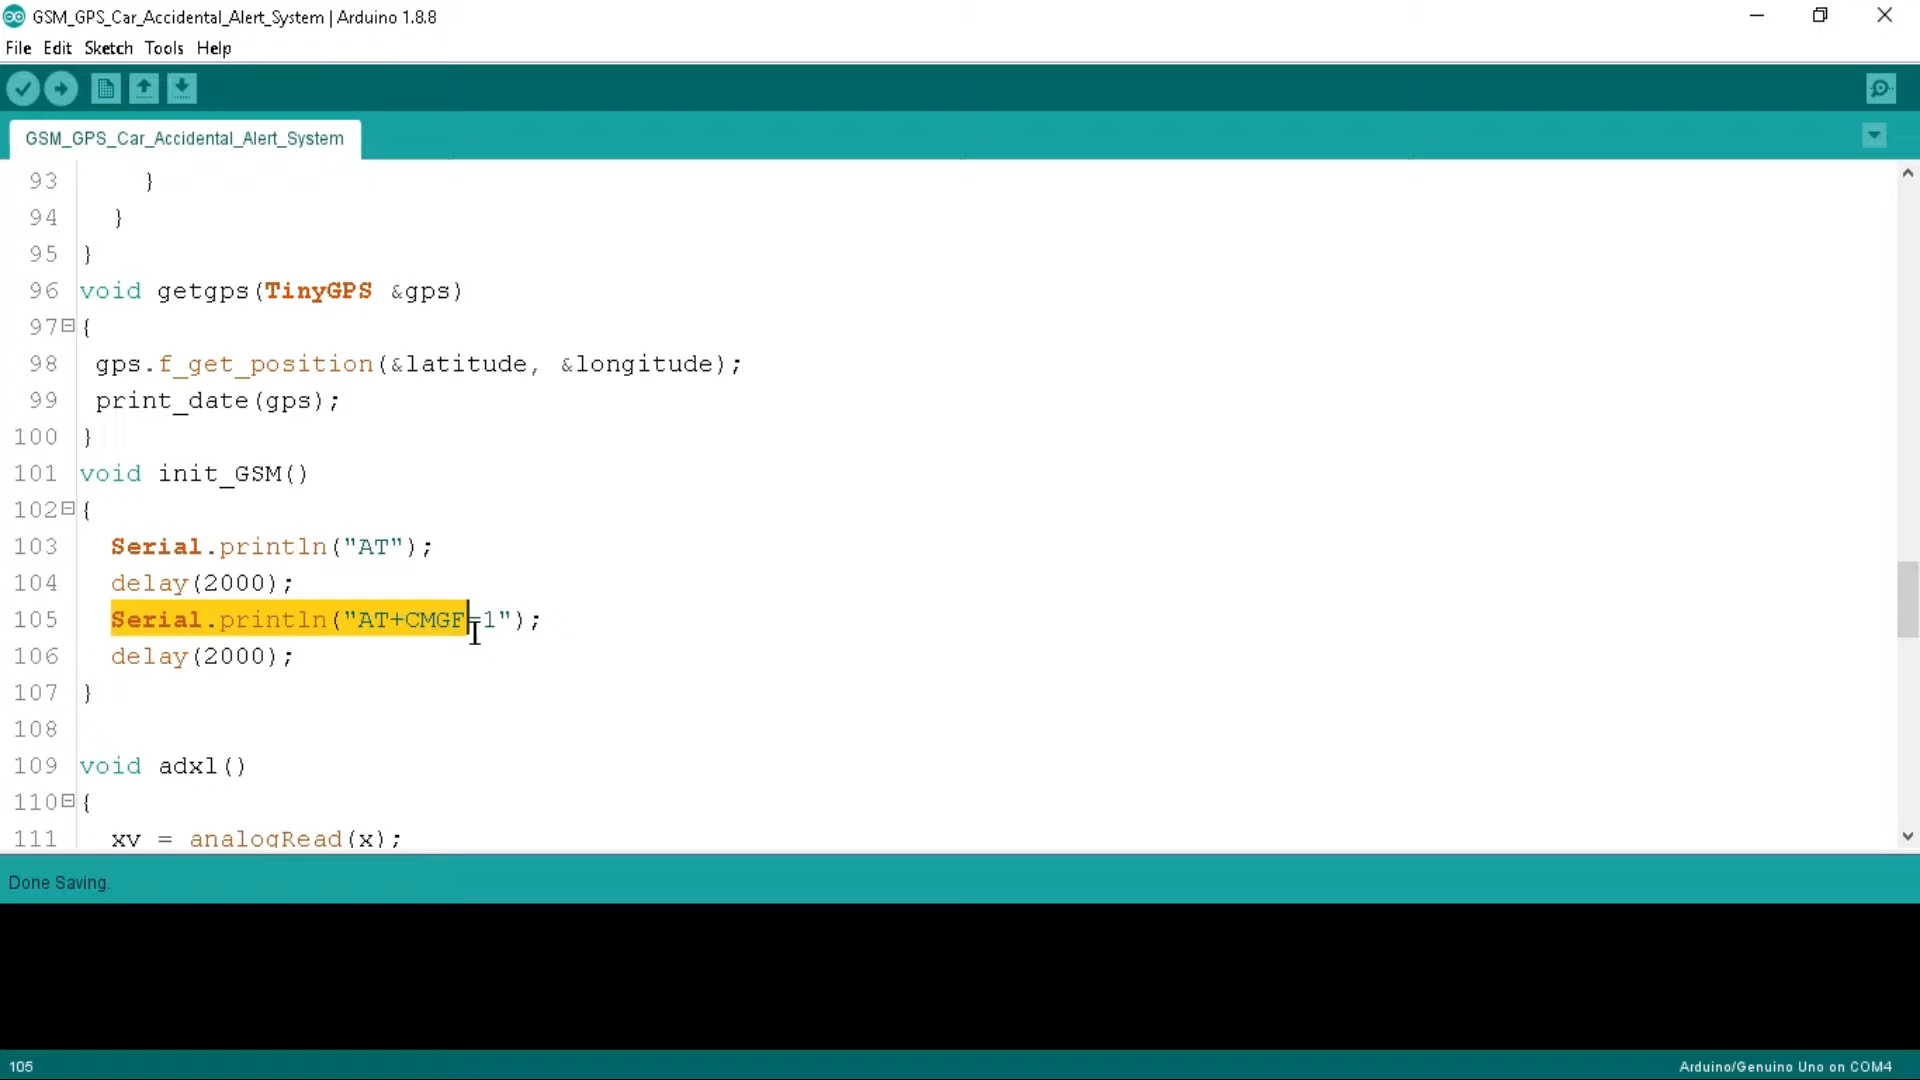 GSM_GPS_Car_Accidental_Alert_System | Arduino 1.8.8
File Edit Sketch Tools Help
GSM_GPS_Car_Accidental_Alert_System
93 }
94 }
95 }
96 void getgps(TinyGPS &gps)
97 {
98 gps.f_get_position(&latitude, &longitude);
99 print_date(gps);
100 }
101 void init_GSM()
102 {
103 Serial.println("AT");
104 delay(2000);
105 Serial.println("AT+CMGF=1");
106 delay(2000);
107 }
108
109 void adxl()
110 {
111 xv = analogRead(x);
Done Saving.
105
Arduino/Genuino Uno on COM4